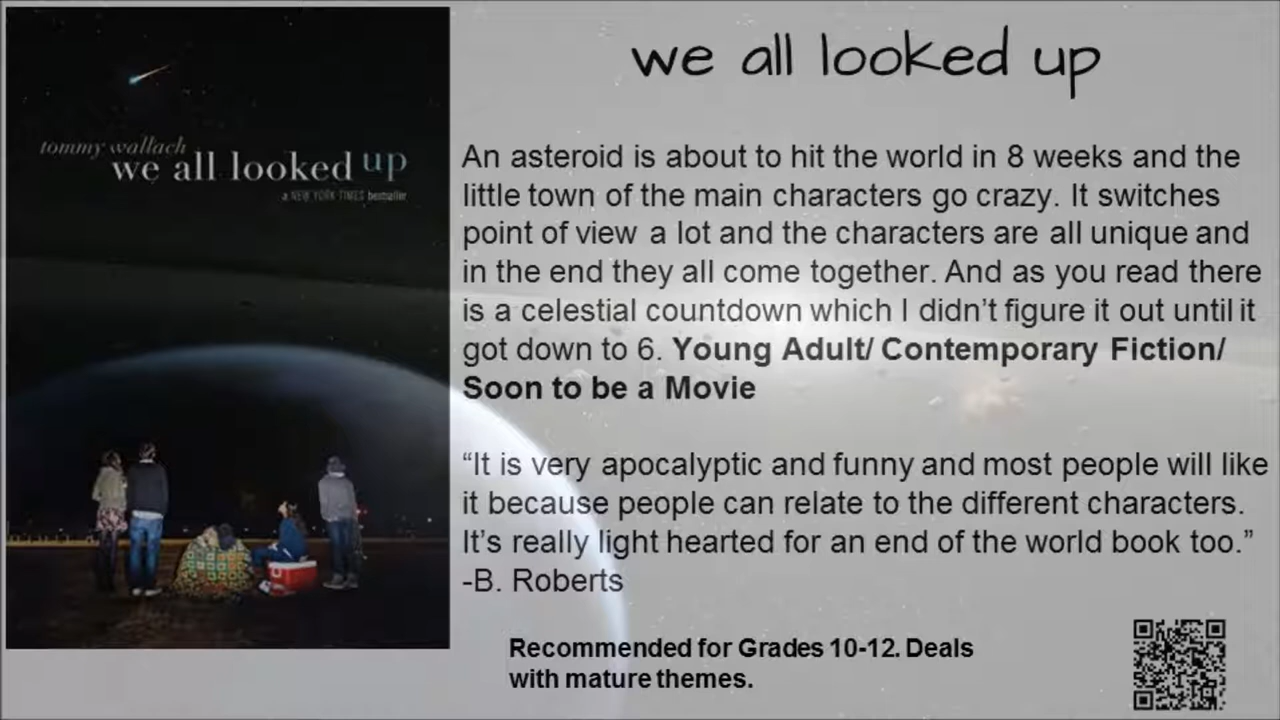 tommy wallach
we all looked up
a NEW YORK TIMES bestseller
we all looked up
An asteroid is about to hit the world in 8 weeks and the
little town of the main characters go crazy. It switches
point of view a lot and the characters are all unique and
in the end they all come together. And as you read there
is a celestial countdown which I didn’t figure it out until it
got down to 6. Young Adult/ Contemporary Fiction/
Soon to be a Movie
“It is very apocalyptic and funny and most people will like
it because people can relate to the different characters.
It’s really light hearted for an end of the world book too.”
-B. Roberts
Recommended for Grades 10-12. Deals
with mature themes.